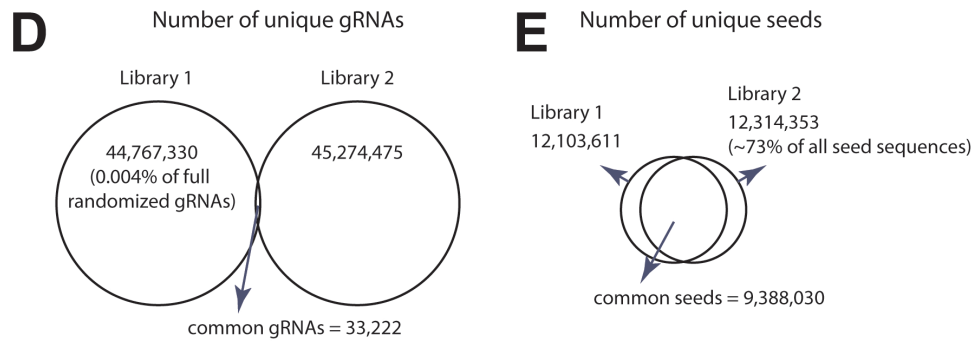 D
Number of unique gRNAs
Library 1
Library 2
44,767,330
(0.004% of full
randomized gRNAs)
45,274,475
common gRNAs = 33,222
E
Number of unique seeds
Library 1
12,103,611
Library 2
12,314,353
(~73% of all seed sequences)
common seeds = 9,388,030